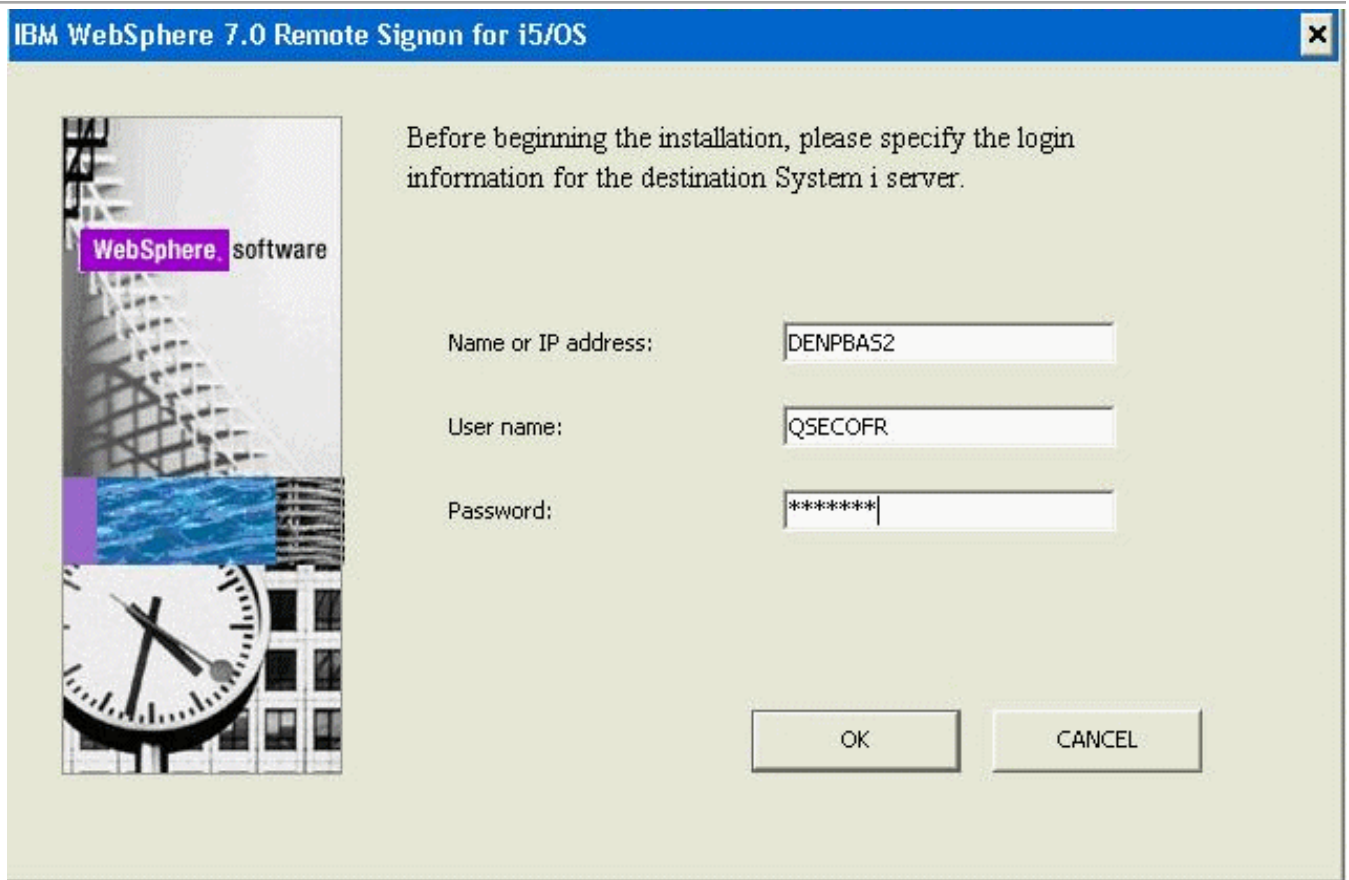 IBM WebSphere 7.0 Remote Signon for i5/OS
Before beginning the installation, please specify the login
information for the destination System i server.
WebSphere. software
Name or IP address: DENPBAS2
User name: QSECOFR
Password: *******
OK CANCEL